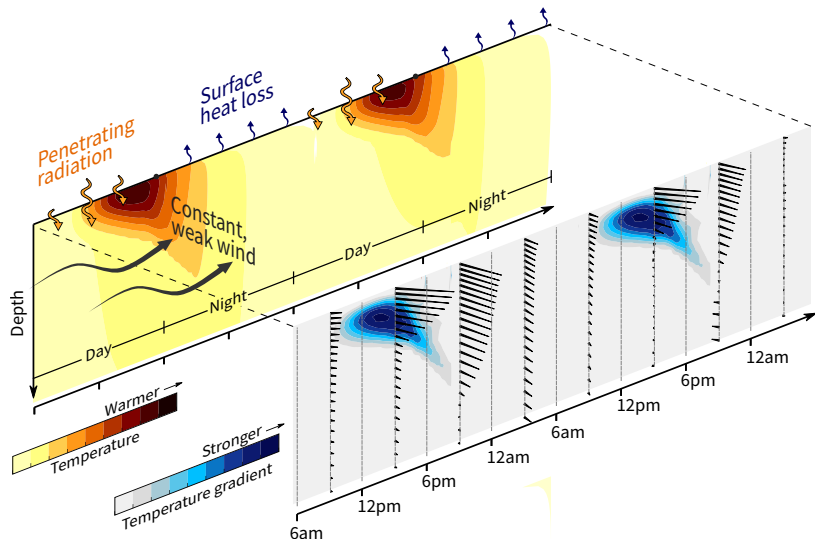 Surface
heat loss
Penetrating
radiation
Constant,
weak wind
Depth
Day
Night
Day
Night
Warmer
Temperature
Stronger
Temperature gradient
6am
12pm
6pm
12am
6am
12pm
6pm
12am